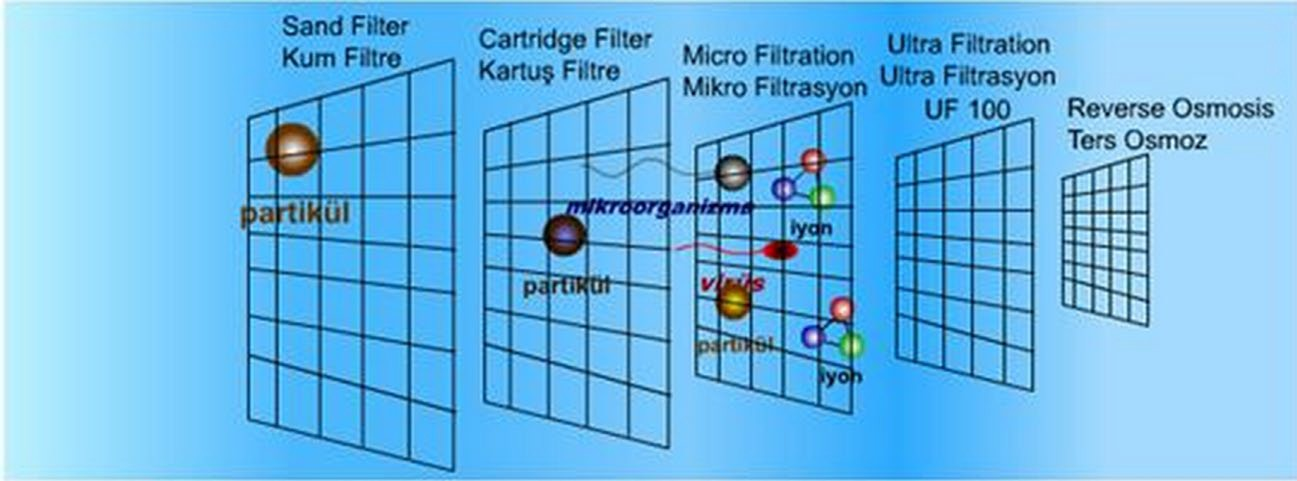 Sand Filter
Kum Filtre
partikül
Cartridge Filter
Kartuş Filtre
mikroorganizma
partikül
Micro Filtration
Mikro Filtrasyon
iyon
virüs
partikül
iyon
Ultra Filtration
Ultra Filtrasyon
UF 100
Reverse Osmosis
Ters Osmoz